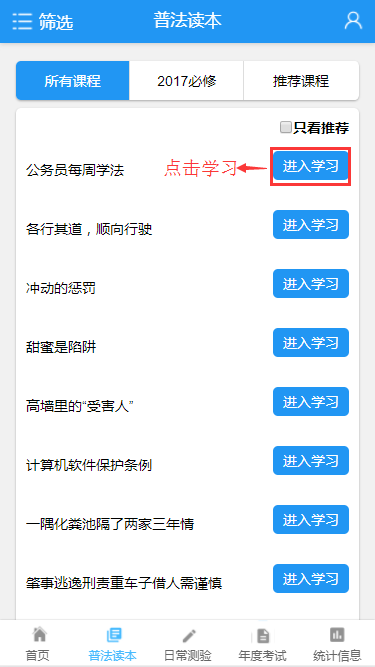 筛选 普法读本
所有课程 2017必修 推荐课程
只看推荐
公务员每周学法 点击学习 进入学习
各行其道，顺向行驶 进入学习
冲动的惩罚 进入学习
甜蜜是陷阱 进入学习
高墙里的“受害人” 进入学习
计算机软件保护条例 进入学习
一隅化粪池隔了两家三年情 进入学习
肇事逃逸刑责重车子借人需谨慎 进入学习
首页 普法读本 日常测验 年度考试 统计信息